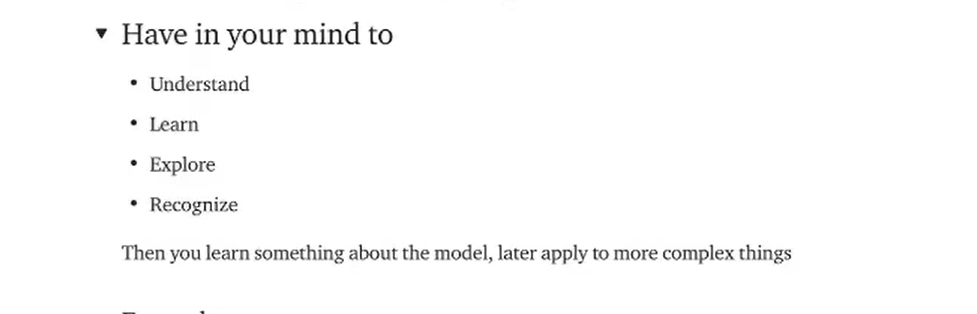 Have in your mind to
Understand
Learn
Explore
Recognize
Then you learn something about the model, later apply to more complex things